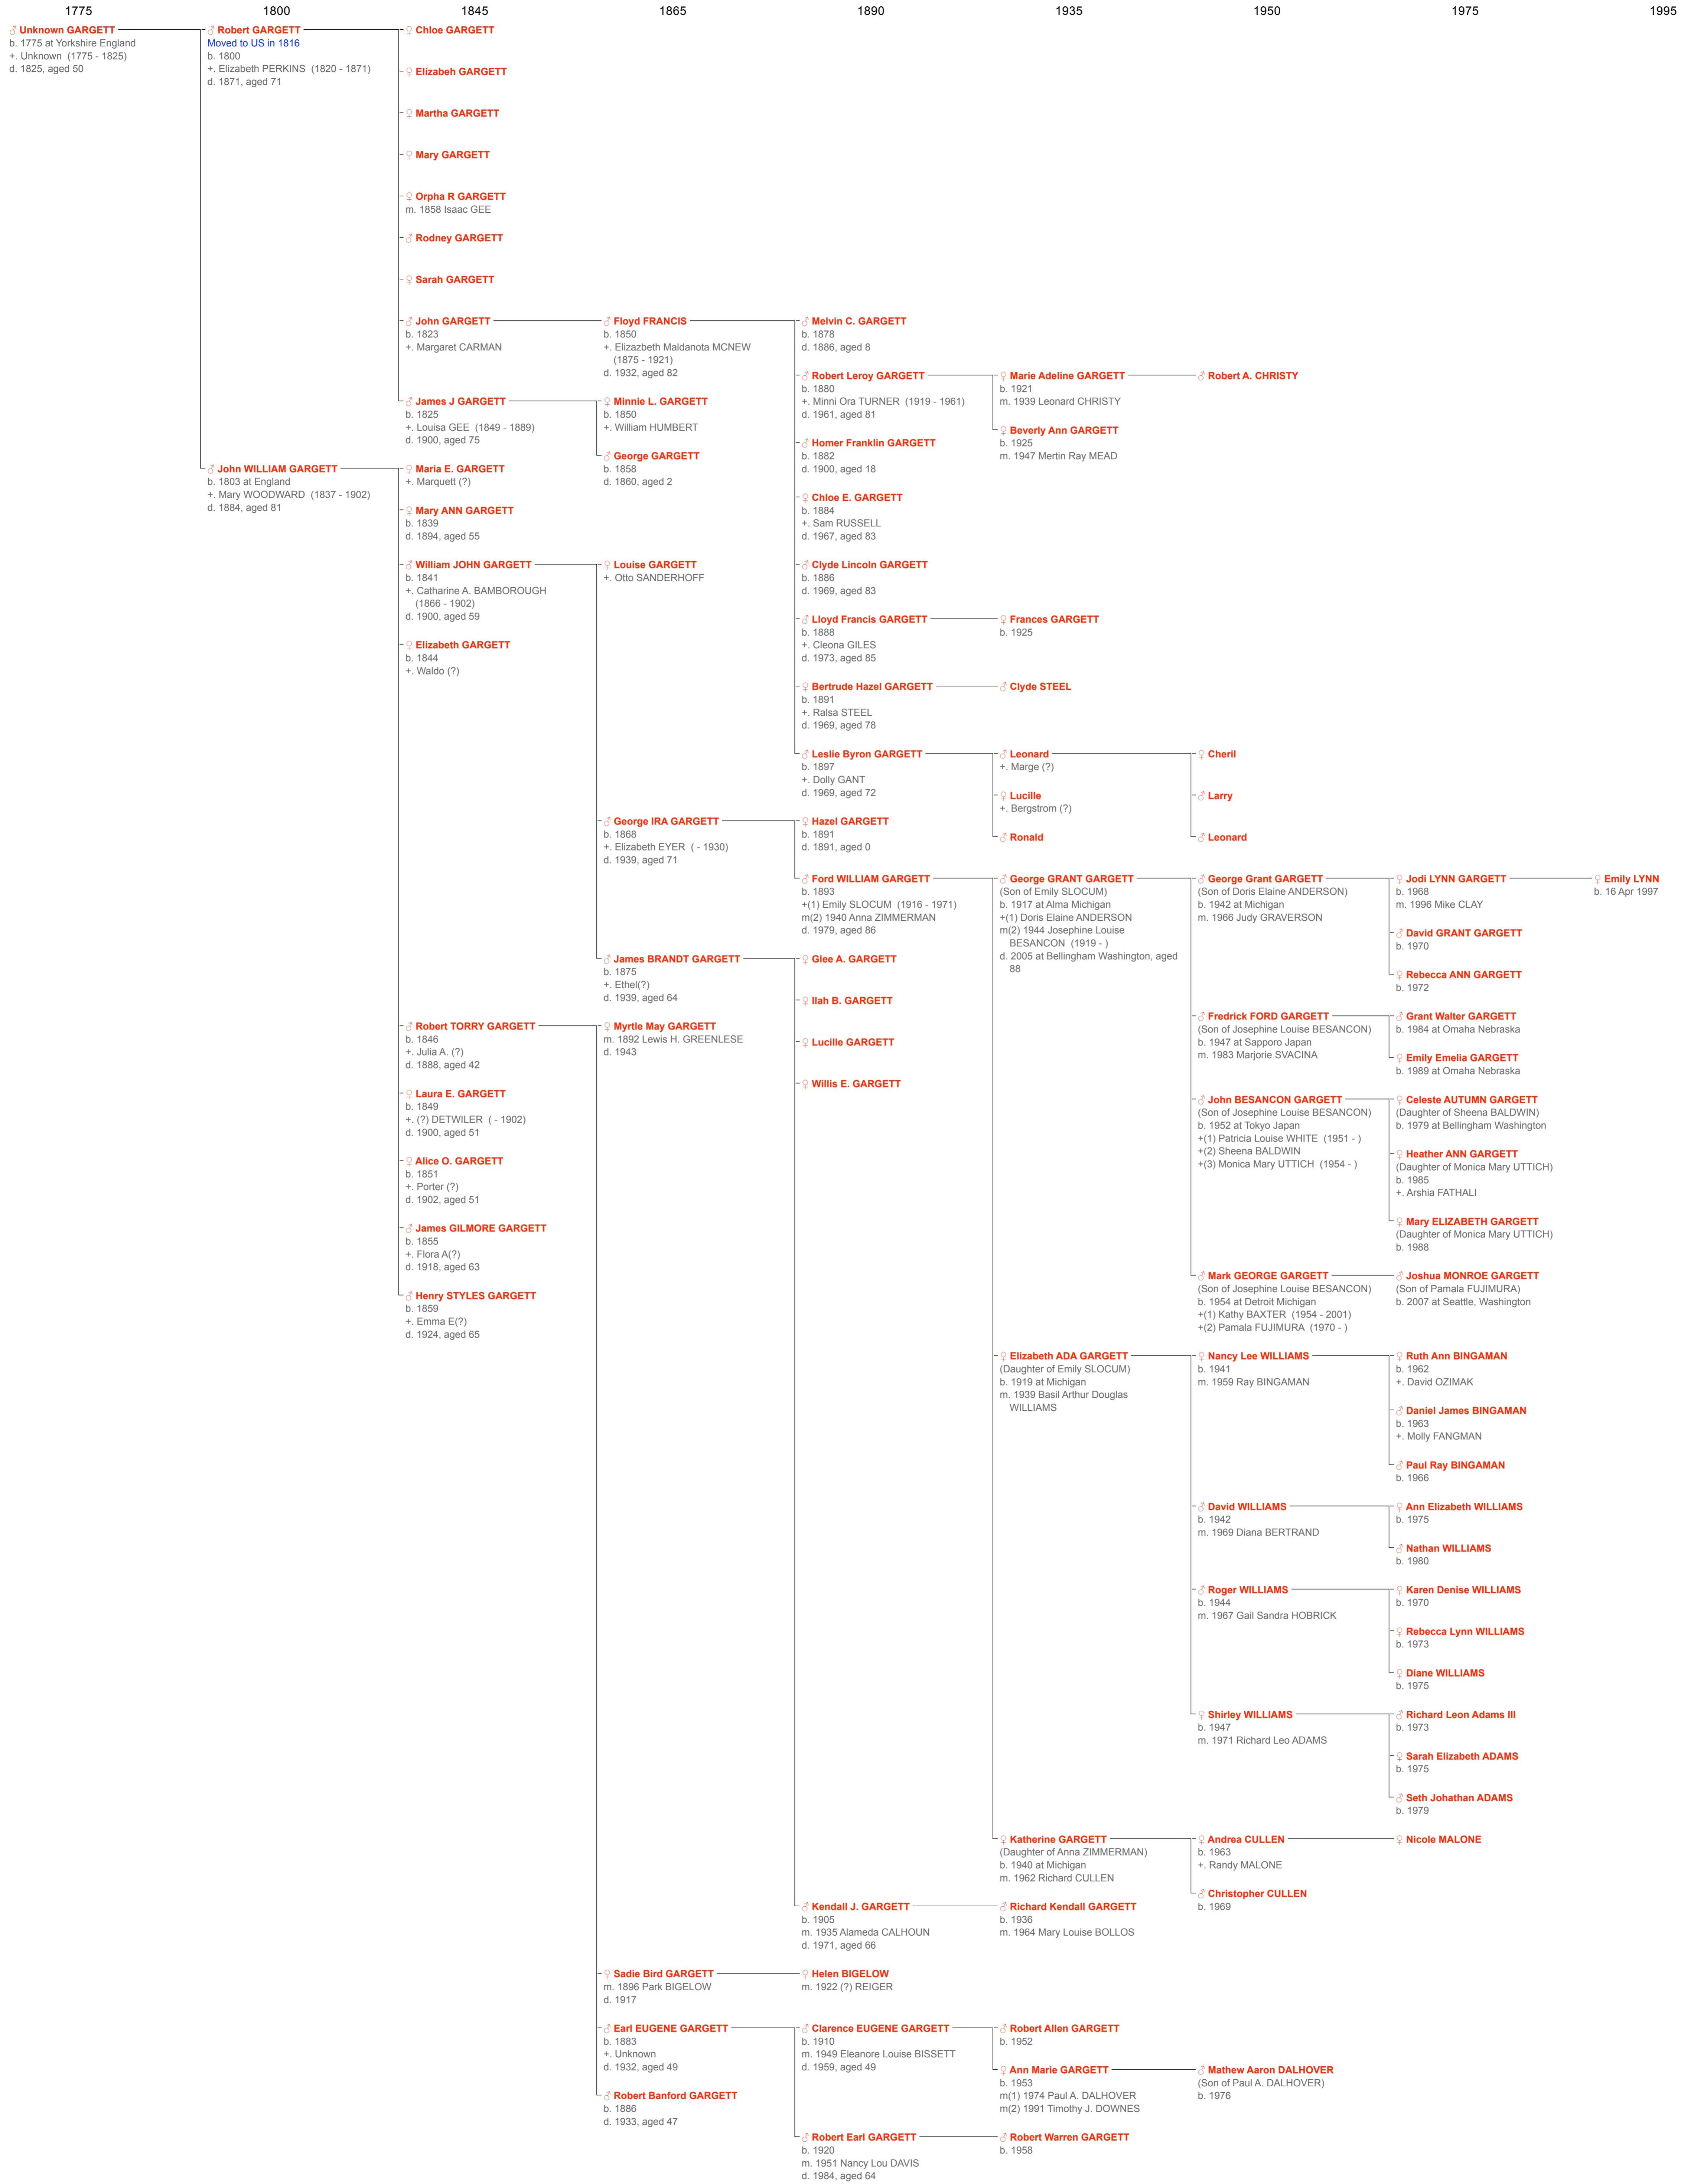 1775 1800 1845 1865 1890 1935 1950 1975 1995
♂ Unknown GARGETT
b. 1775 at Yorkshire England
+. Unknown (1775 - 1825)
d. 1825, aged 50
♂ Robert GARGETT
Moved to US in 1816
b. 1800
+. Elizabeth PERKINS (1820 - 1871)
d. 1871, aged 71
♀ Chloe GARGETT
♀ Elizabeh GARGETT
♀ Martha GARGETT
♀ Mary GARGETT
♀ Orpha R GARGETT
m. 1858 Isaac GEE
♂ Rodney GARGETT
♀ Sarah GARGETT
♂ John GARGETT
b. 1823
+. Margaret CARMAN
♂ Floyd FRANCIS
b. 1850
+. Elizazbeth Maldanota MCNEW
(1875 - 1921)
d. 1932, aged 82
♂ Melvin C. GARGETT
b. 1878
d. 1886, aged 8
♂ Robert Leroy GARGETT
b. 1880
+. Minni Ora TURNER (1919 - 1961)
d. 1961, aged 81
♀ Marie Adeline GARGETT
b. 1921
m. 1939 Leonard CHRISTY
♂ Robert A. CHRISTY
♀ Beverly Ann GARGETT
b. 1925
m. 1947 Mertin Ray MEAD
♂ Homer Franklin GARGETT
b. 1882
d. 1900, aged 18
♀ Chloe E. GARGETT
b. 1884
+. Sam RUSSELL
d. 1967, aged 83
♂ Clyde Lincoln GARGETT
b. 1886
d. 1969, aged 83
♂ Lloyd Francis GARGETT
b. 1888
+. Cleona GILES
d. 1973, aged 85
♀ Frances GARGETT
b. 1925
♀ Bertrude Hazel GARGETT
b. 1891
+. Ralsa STEEL
d. 1969, aged 78
♂ Clyde STEEL
♂ Leslie Byron GARGETT
b. 1897
+. Dolly GANT
d. 1969, aged 72
♂ Leonard
+. Marge (?)
♀ Cheril
♂ Larry
♂ Leonard
♀ Lucille
+. Bergstrom (?)
♂ Ronald
♂ James J GARGETT
b. 1825
+. Louisa GEE (1849 - 1889)
d. 1900, aged 75
♀ Minnie L. GARGETT
b. 1850
+. William HUMBERT
♂ George GARGETT
b. 1858
d. 1860, aged 2
♂ John WILLIAM GARGETT
b. 1803 at England
+. Mary WOODWARD (1837 - 1902)
d. 1884, aged 81
♀ Maria E. GARGETT
+. Marquett (?)
♀ Mary ANN GARGETT
b. 1839
d. 1894, aged 55
♂ William JOHN GARGETT
b. 1841
+. Catharine A. BAMBOROUGH
(1866 - 1902)
d. 1900, aged 59
♀ Louise GARGETT
+. Otto SANDERHOFF
♂ George IRA GARGETT
b. 1868
+. Elizabeth EYER ( - 1930)
d. 1939, aged 71
♀ Hazel GARGETT
b. 1891
d. 1891, aged 0
♂ Ford WILLIAM GARGETT
b. 1893
+(1) Emily SLOCUM (1916 - 1971)
m(2) 1940 Anna ZIMMERMAN
d. 1979, aged 86
♂ George GRANT GARGETT
(Son of Emily SLOCUM)
b. 1917 at Alma Michigan
+(1) Doris Elaine ANDERSON
m(2) 1944 Josephine Louise
BESANCON (1919 - )
d. 2005 at Bellingham Washington, aged
88
♂ George Grant GARGETT
(Son of Doris Elaine ANDERSON)
b. 1942 at Michigan
m. 1966 Judy GRAVERSON
♀ Jodi LYNN GARGETT
b. 1968
m. 1996 Mike CLAY
♀ Emily LYNN
b. 16 Apr 1997
♂ David GRANT GARGETT
b. 1970
♀ Rebecca ANN GARGETT
b. 1972
♂ Fredrick FORD GARGETT
(Son of Josephine Louise BESANCON)
b. 1947 at Sapporo Japan
m. 1983 Marjorie SVACINA
♂ Grant Walter GARGETT
b. 1984 at Omaha Nebraska
♀ Emily Emelia GARGETT
b. 1989 at Omaha Nebraska
♂ John BESANCON GARGETT
(Son of Josephine Louise BESANCON)
b. 1952 at Tokyo Japan
+(1) Patricia Louise WHITE (1951 - )
+(2) Sheena BALDWIN
+(3) Monica Mary UTTICH (1954 - )
♀ Celeste AUTUMN GARGETT
(Daughter of Sheena BALDWIN)
b. 1979 at Bellingham Washington
♀ Heather ANN GARGETT
(Daughter of Monica Mary UTTICH)
b. 1985
+. Arshia FATHALI
♀ Mary ELIZABETH GARGETT
(Daughter of Monica Mary UTTICH)
b. 1988
♂ Mark GEORGE GARGETT
(Son of Josephine Louise BESANCON)
b. 1954 at Detroit Michigan
+(1) Kathy BAXTER (1954 - 2001)
+(2) Pamala FUJIMURA (1970 - )
♂ Joshua MONROE GARGETT
(Son of Pamala FUJIMURA)
b. 2007 at Seattle, Washington
♀ Elizabeth ADA GARGETT
(Daughter of Emily SLOCUM)
b. 1919 at Michigan
m. 1939 Basil Arthur Douglas
WILLIAMS
♀ Nancy Lee WILLIAMS
b. 1941
m. 1959 Ray BINGAMAN
♀ Ruth Ann BINGAMAN
b. 1962
+. David OZIMAK
♂ Daniel James BINGAMAN
b. 1963
+. Molly FANGMAN
♂ Paul Ray BINGAMAN
b. 1966
♂ David WILLIAMS
b. 1942
m. 1969 Diana BERTRAND
♀ Ann Elizabeth WILLIAMS
b. 1975
♂ Nathan WILLIAMS
b. 1980
♂ Roger WILLIAMS
b. 1944
m. 1967 Gail Sandra HOBRICK
♀ Karen Denise WILLIAMS
b. 1970
♀ Rebecca Lynn WILLIAMS
b. 1973
♀ Diane WILLIAMS
b. 1975
♀ Shirley WILLIAMS
b. 1947
m. 1971 Richard Leo ADAMS
♂ Richard Leon Adams III
b. 1973
♀ Sarah Elizabeth ADAMS
b. 1975
♂ Seth Johathan ADAMS
b. 1979
♀ Katherine GARGETT
(Daughter of Anna ZIMMERMAN)
b. 1940 at Michigan
m. 1962 Richard CULLEN
♀ Andrea CULLEN
b. 1963
+. Randy MALONE
♀ Nicole MALONE
♂ Christopher CULLEN
b. 1969
♂ James BRANDT GARGETT
b. 1875
+. Ethel(?)
d. 1939, aged 64
♀ Glee A. GARGETT
♀ Ilah B. GARGETT
♀ Lucille GARGETT
♀ Willis E. GARGETT
♂ Kendall J. GARGETT
b. 1905
m. 1935 Alameda CALHOUN
d. 1971, aged 66
♂ Richard Kendall GARGETT
b. 1936
m. 1964 Mary Louise BOLLOS
♀ Elizabeth GARGETT
b. 1844
+. Waldo (?)
♂ Robert TORRY GARGETT
b. 1846
+. Julia A. (?)
d. 1888, aged 42
♀ Myrtle May GARGETT
m. 1892 Lewis H. GREENLESE
d. 1943
♀ Sadie Bird GARGETT
m. 1896 Park BIGELOW
d. 1917
♀ Helen BIGELOW
m. 1922 (?) REIGER
♂ Earl EUGENE GARGETT
b. 1883
+. Unknown
d. 1932, aged 49
♂ Clarence EUGENE GARGETT
b. 1910
m. 1949 Eleanore Louise BISSETT
d. 1959, aged 49
♂ Robert Allen GARGETT
b. 1952
♀ Ann Marie GARGETT
b. 1953
m(1) 1974 Paul A. DALHOVER
m(2) 1991 Timothy J. DOWNES
♂ Mathew Aaron DALHOVER
(Son of Paul A. DALHOVER)
b. 1976
♂ Robert Earl GARGETT
b. 1920
m. 1951 Nancy Lou DAVIS
d. 1984, aged 64
♂ Robert Warren GARGETT
b. 1958
♂ Robert Banford GARGETT
b. 1886
d. 1933, aged 47
♀ Laura E. GARGETT
b. 1849
+. (?) DETWILER ( - 1902)
d. 1900, aged 51
♀ Alice O. GARGETT
b. 1851
+. Porter (?)
d. 1902, aged 51
♂ James GILMORE GARGETT
b. 1855
+. Flora A(?)
d. 1918, aged 63
♂ Henry STYLES GARGETT
b. 1859
+. Emma E(?)
d. 1924, aged 65